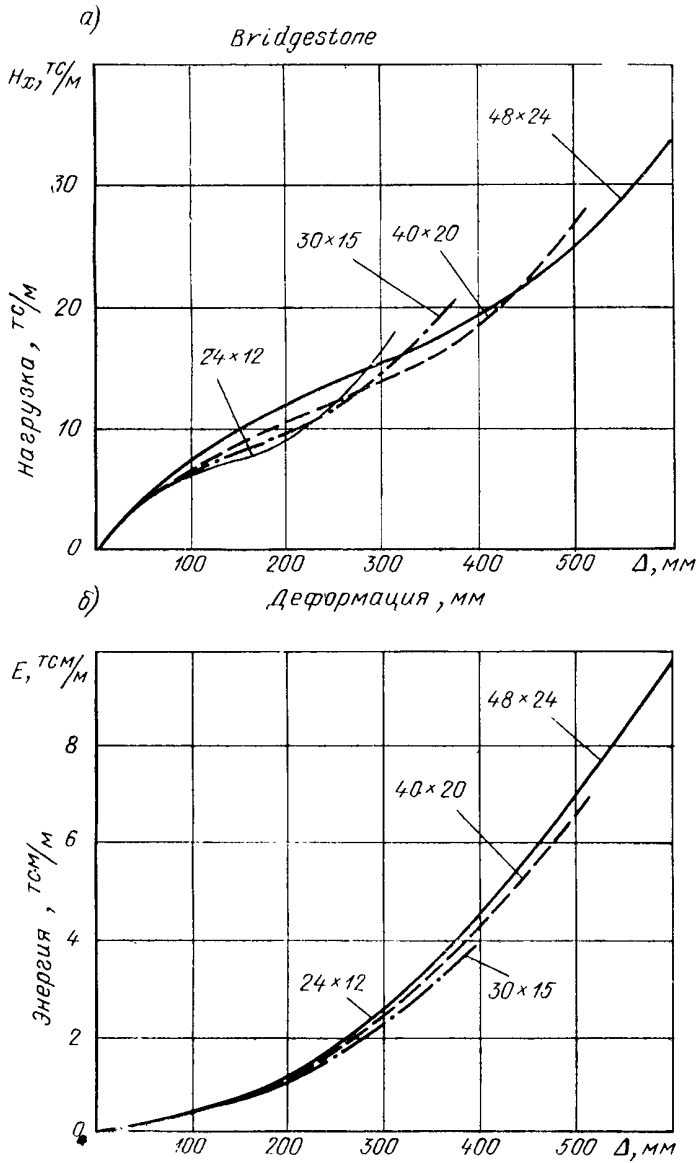 а)
Bridgestone
Hx, тс/м
48×24
30
30×15
40×20
20
24×12
10
0
100 200 300 400 500 Δ, мм
Нагрузка, тс/м
Деформация, мм
б)
E, тсм/м
48×24
8
40×20
6
4
24×12
30×15
2
0
100 200 300 400 500 Δ, мм
Энергия, тсм/м